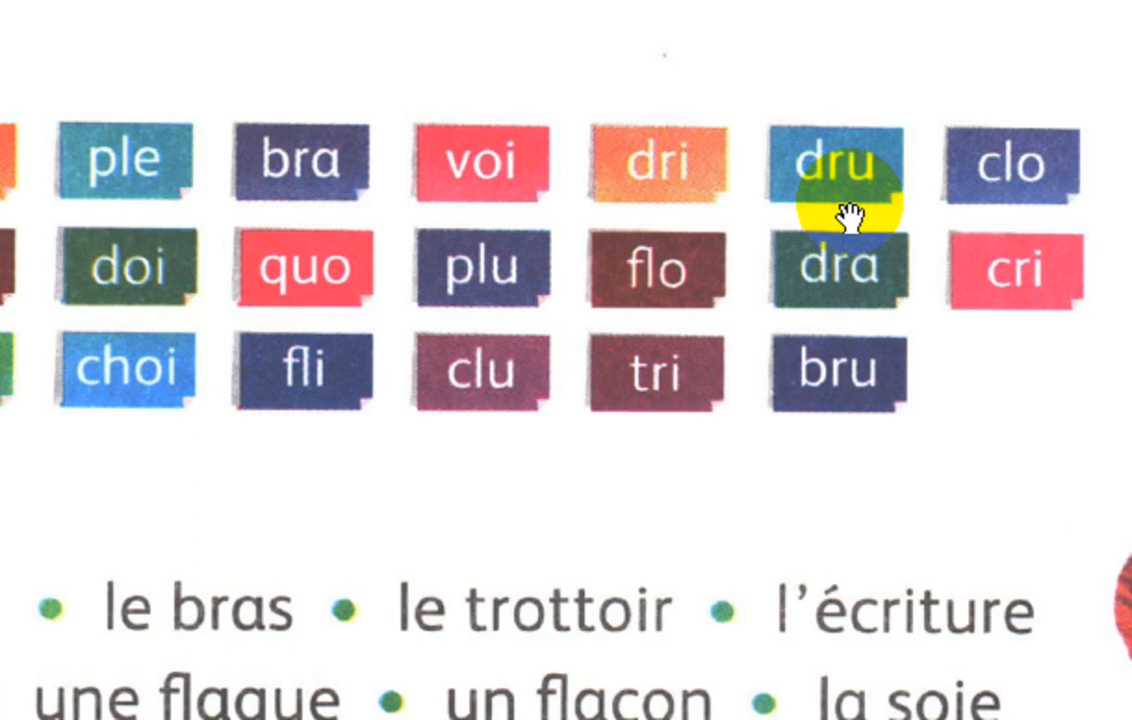 ple bra voi dri dru clo
doi quo plu flo dra cri
choi fli clu tri bru
• le bras • le trottoir • l’écriture
une flaque • un flacon • la soie